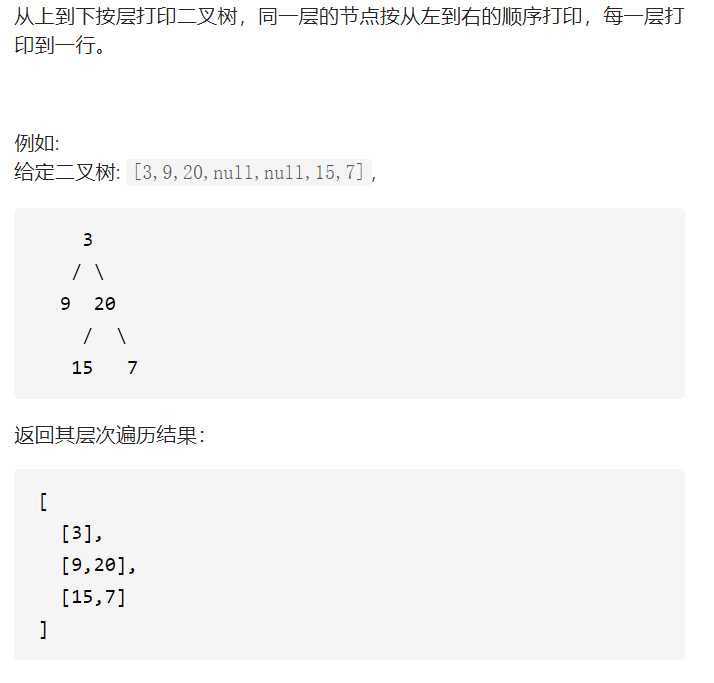 从上到下按层打印二叉树，同一层的节点按从左到右的顺序打印，每一层打
印到一行。
例如:
给定二叉树: [3,9,20,null,null,15,7],
3
/ \
9 20
/ \
15 7
返回其层次遍历结果：
[
[3],
[9,20],
[15,7]
]